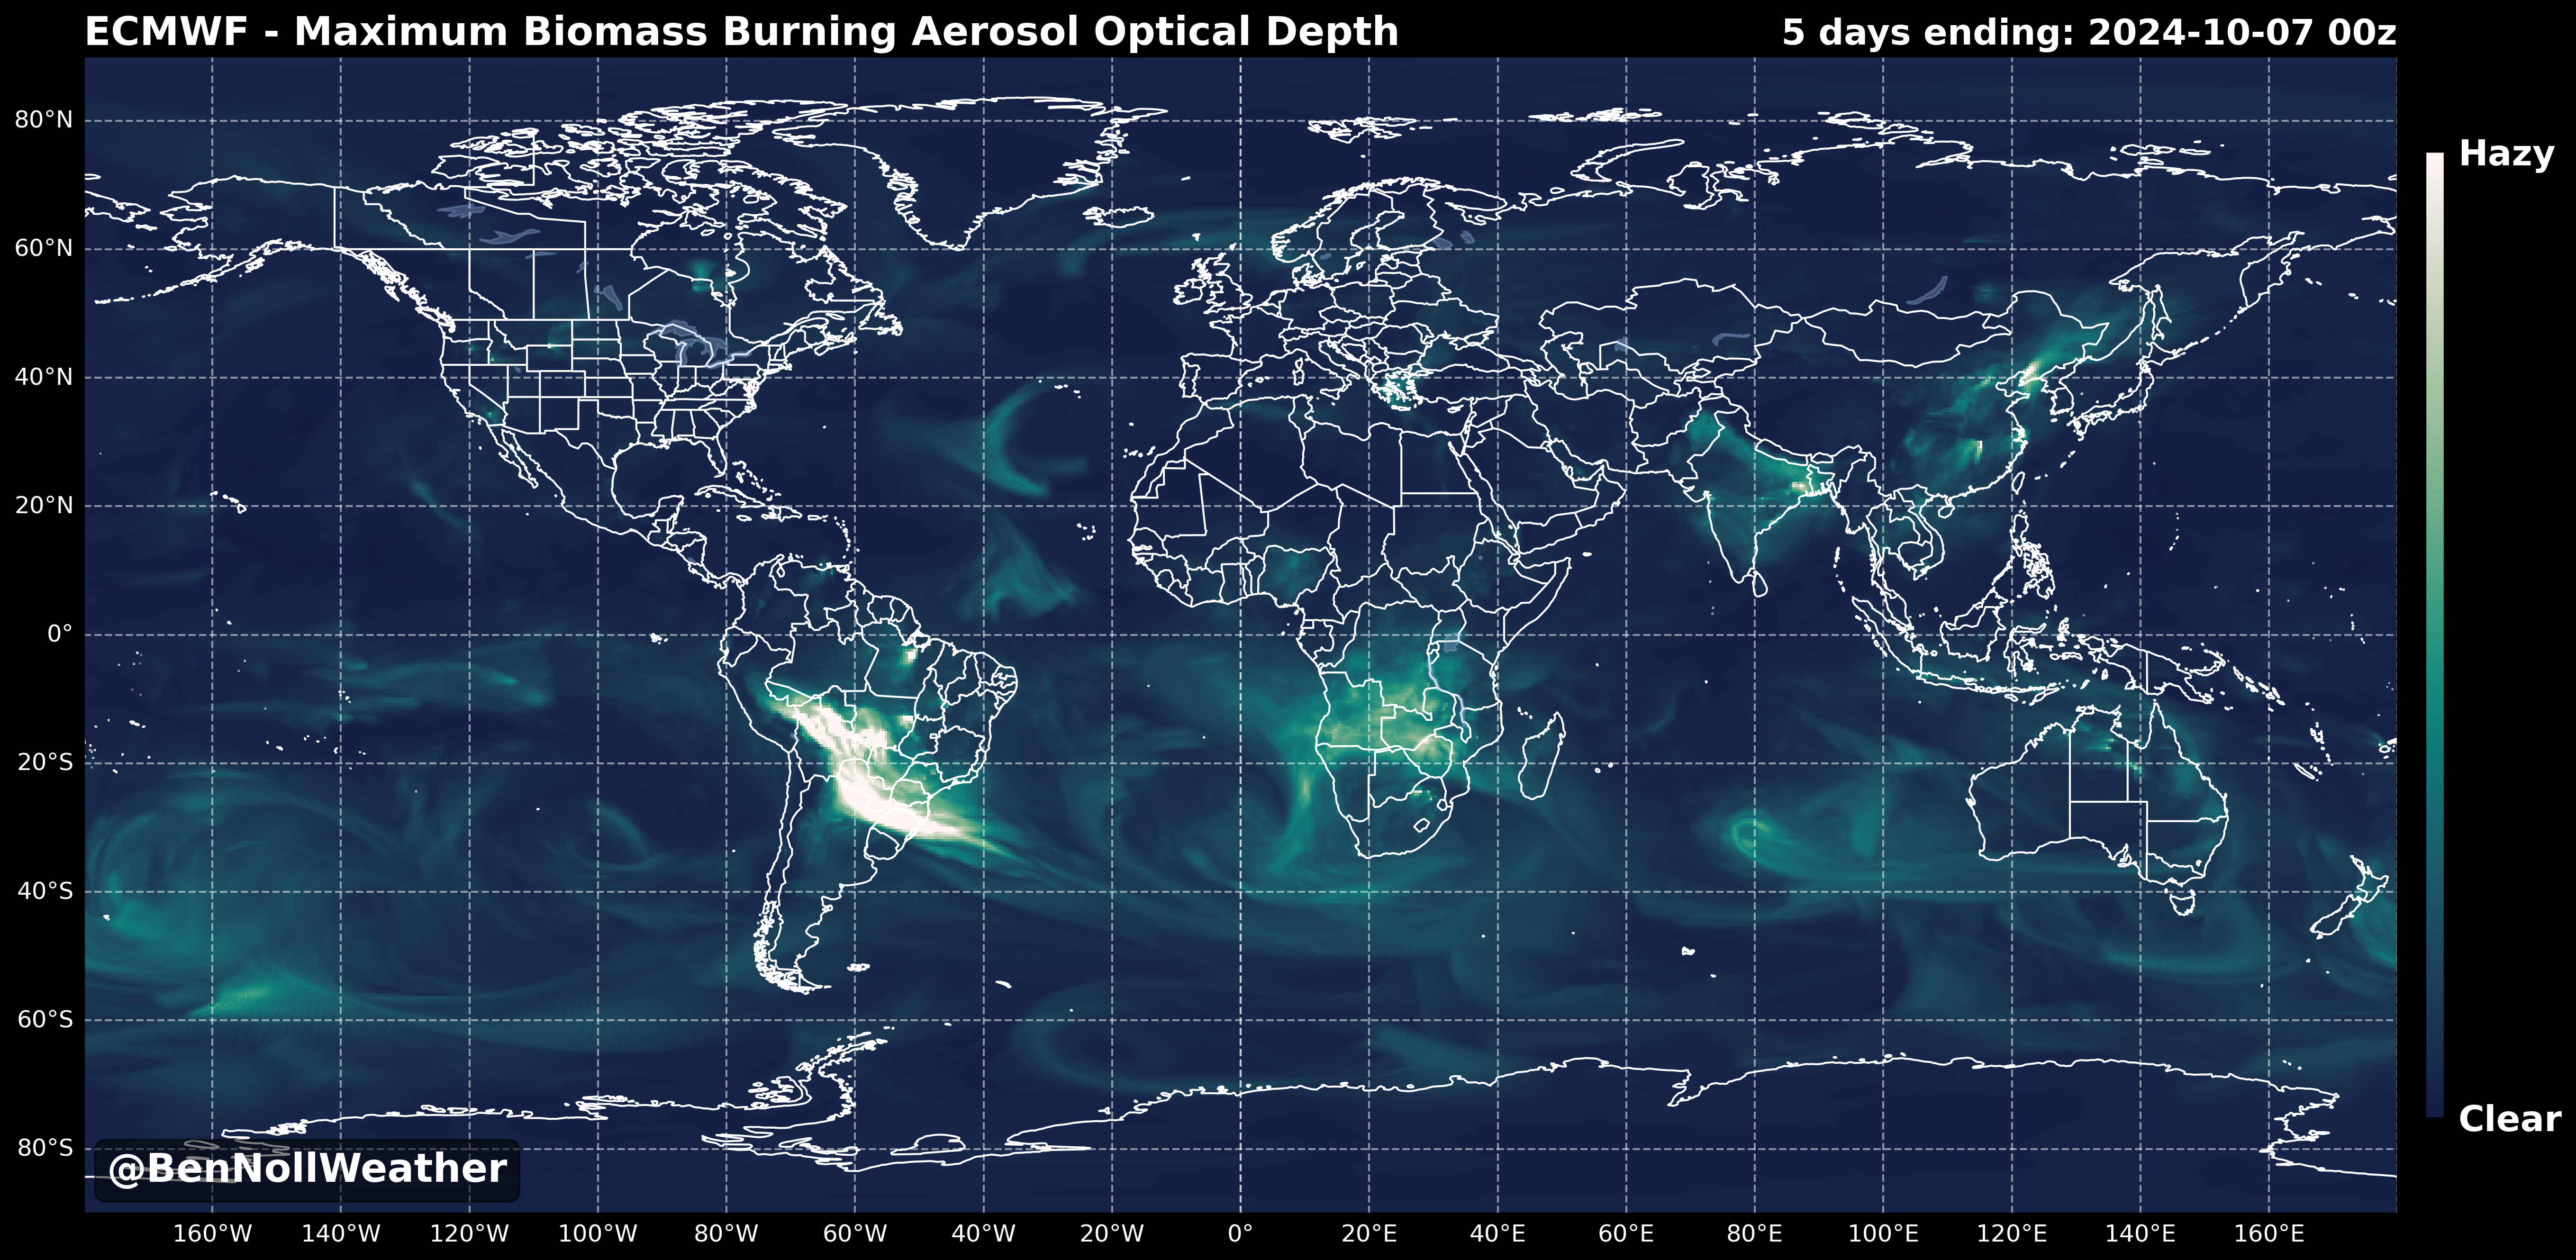 ECMWF - Maximum Biomass Burning Aerosol Optical Depth
5 days ending: 2024-10-07 00z
Hazy
80°N
60°N
40°N
20°N
0°
20°S
40°S
60°S
80°S
Clear
@BenNollWeather
160°W 140°W 120°W 100°W 80°W 60°W 40°W 20°W 0° 20°E 40°E 60°E 80°E 100°E 120°E 140°E 160°E